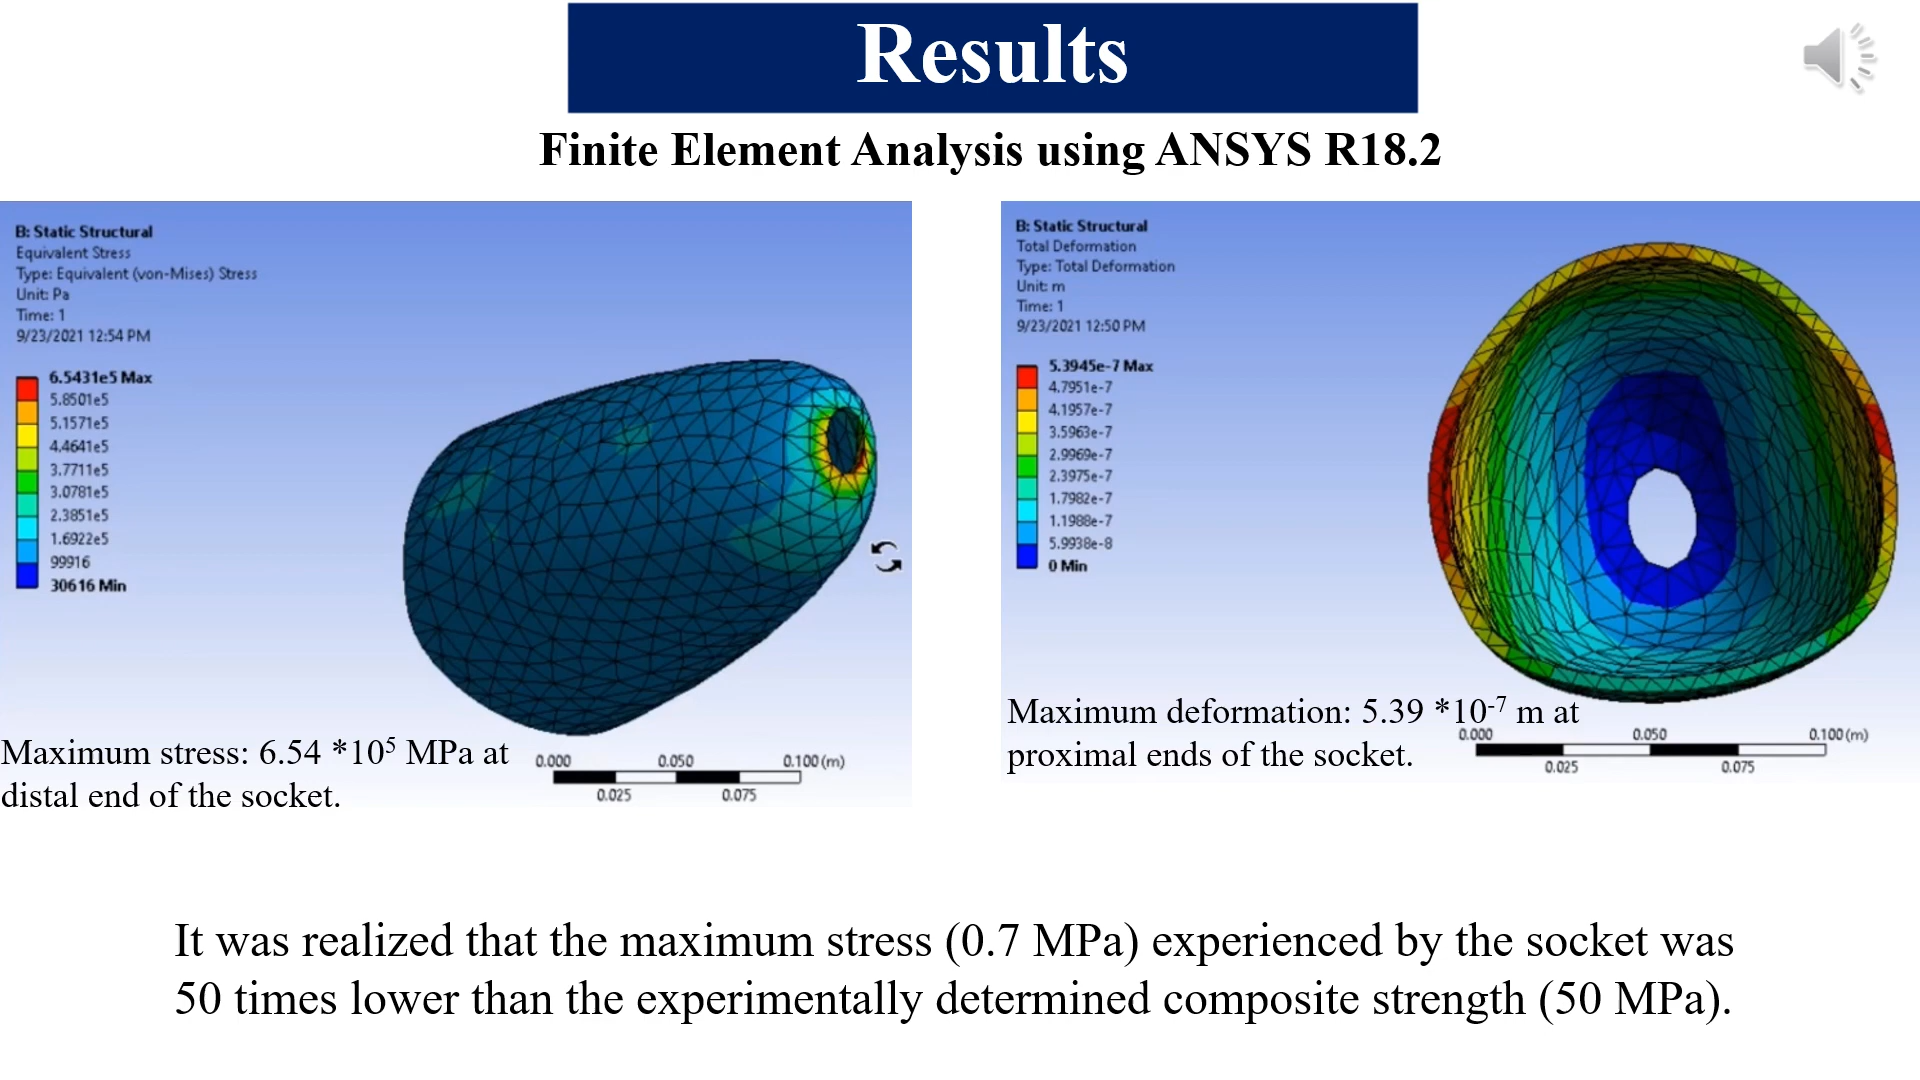 Results
Finite Element Analysis using ANSYS R18.2
B: Static Structural
Equivalent Stress
Type: Equivalent (von-Mises) Stress
Unit: Pa
Time: 1
9/23/2021 12:54 PM
6.5431e5 Max
5.8501e5
5.1571e5
4.4641e5
3.7711e5
3.0781e5
2.3851e5
1.6922e5
99916
30616 Min
0.000 0.050 0.100 (m)
0.025 0.075
Maximum stress: 6.54 *10⁵ MPa at
distal end of the socket.
B: Static Structural
Total Deformation
Type: Total Deformation
Unit: m
Time: 1
9/23/2021 12:50 PM
5.3945e-7 Max
4.7951e-7
4.1957e-7
3.5963e-7
2.9969e-7
2.3975e-7
1.7982e-7
1.1988e-7
5.9938e-8
0 Min
Maximum deformation: 5.39 *10⁻⁷ m at
proximal ends of the socket.
0.000 0.050 0.100 (m)
0.025 0.075
It was realized that the maximum stress (0.7 MPa) experienced by the socket was
50 times lower than the experimentally determined composite strength (50 MPa).